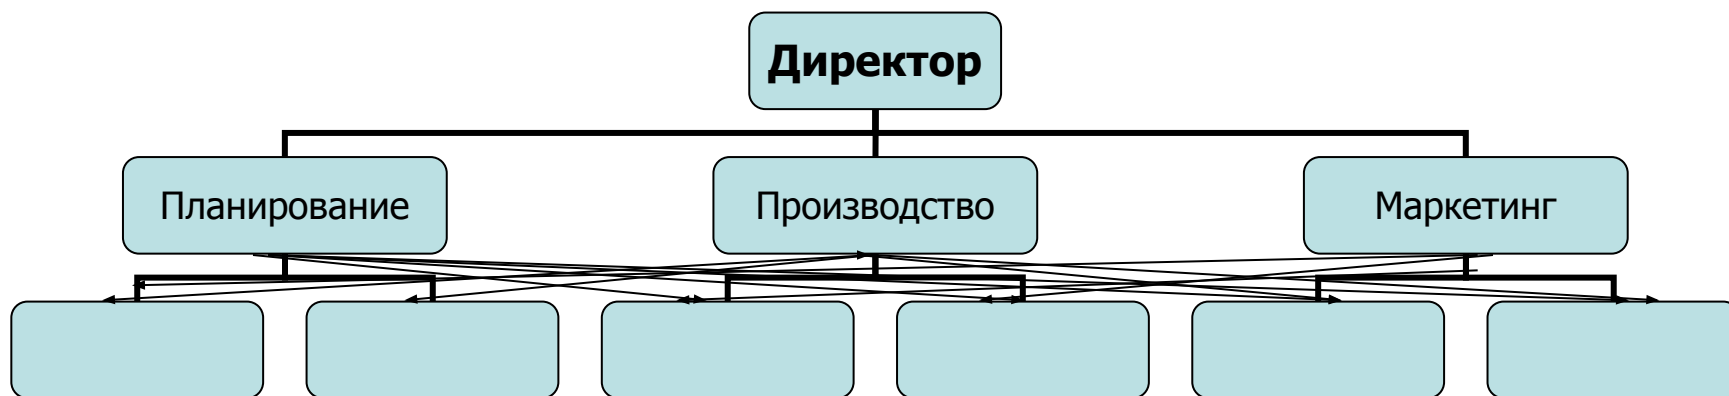 Директор
Планирование
Производство
Маркетинг